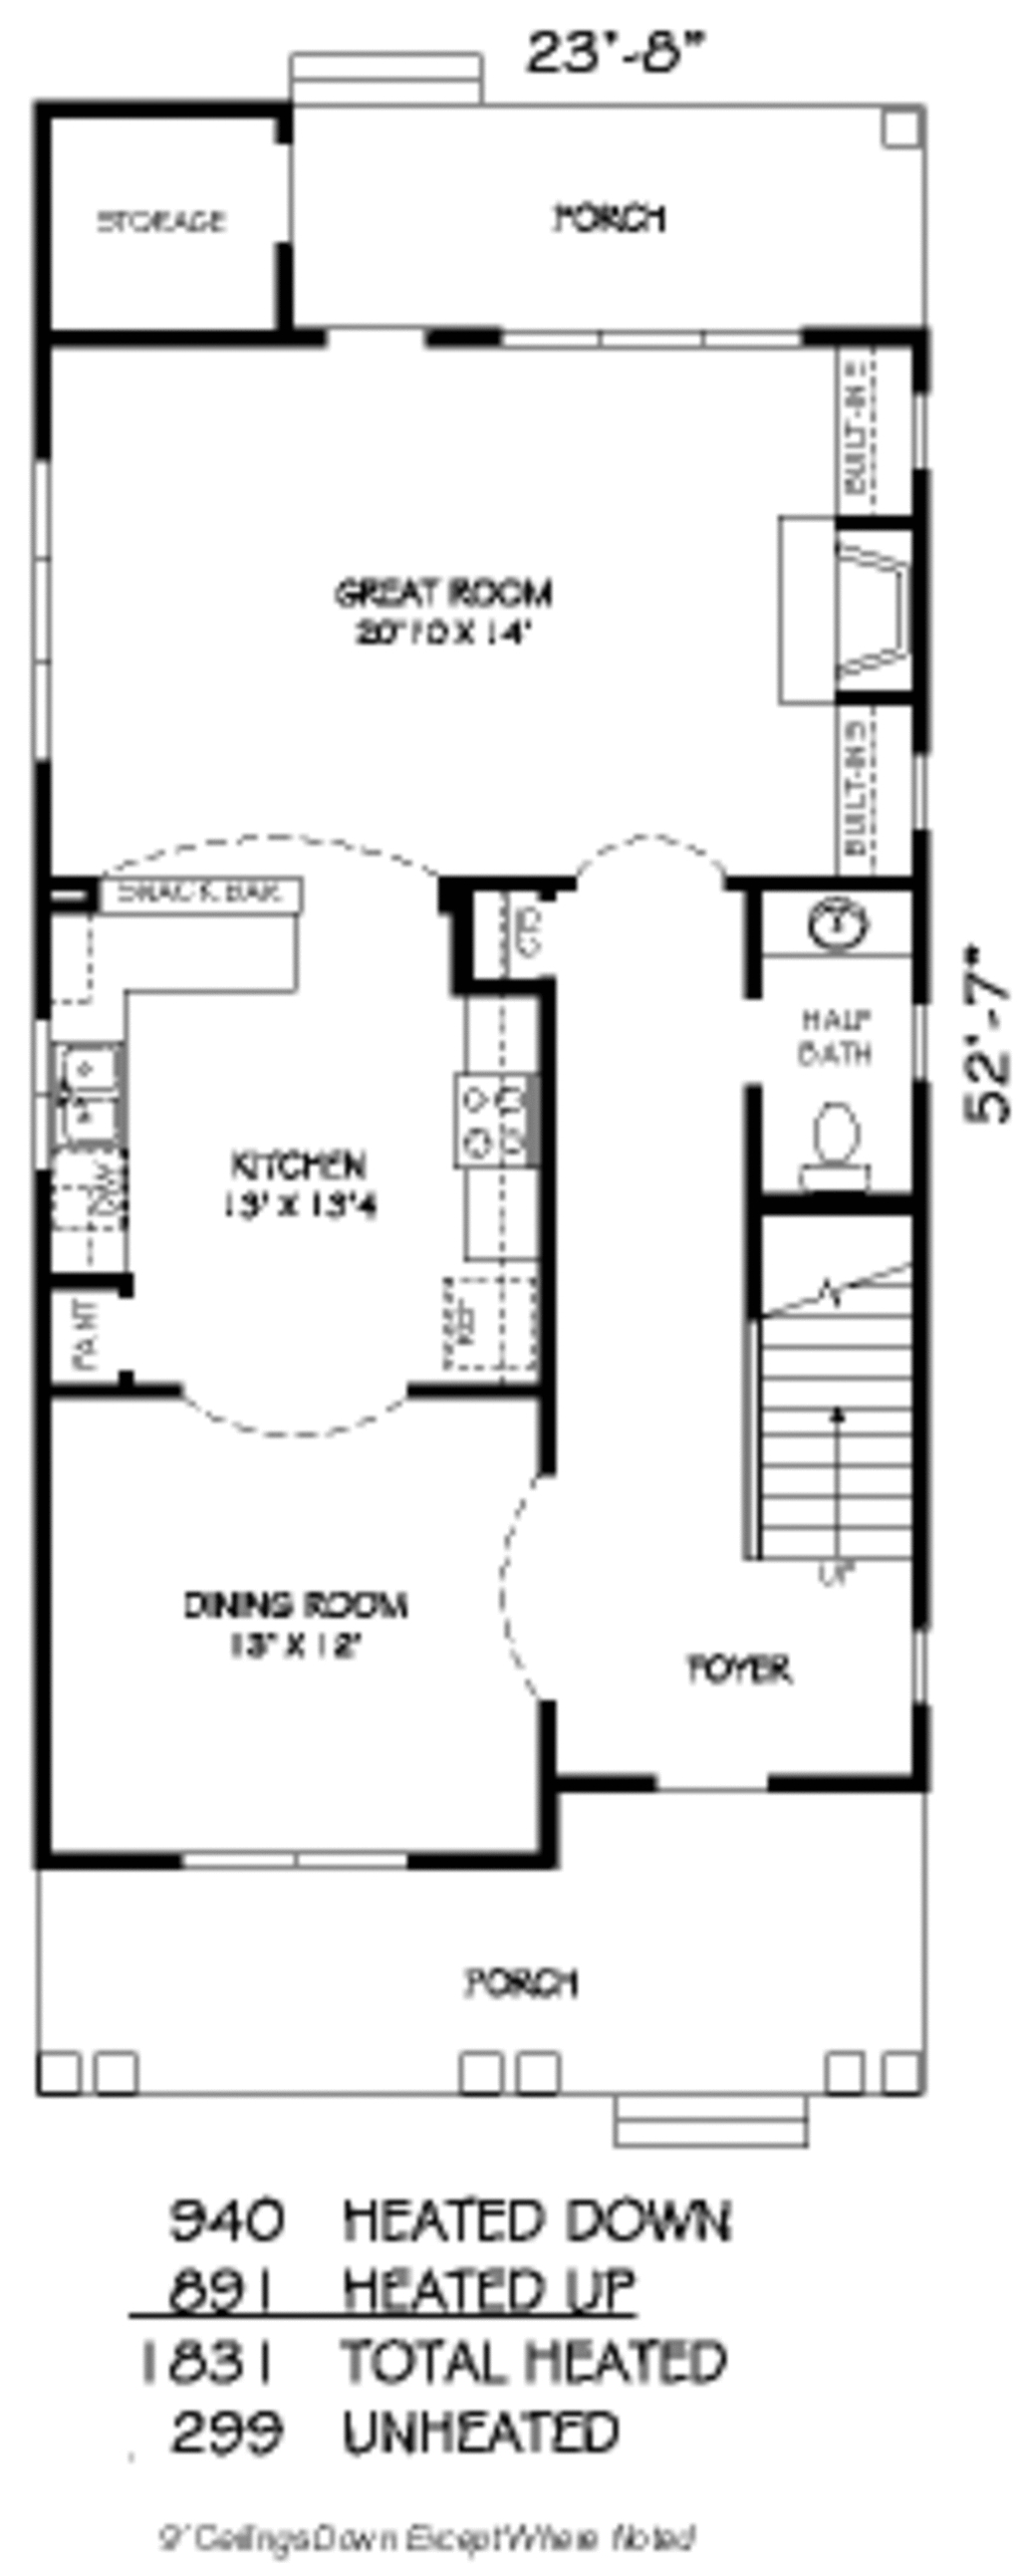 23'-8"
STORAGE
PORCH
BUILT-INS
GREAT ROOM
20'10 X 14'
BUILT-INS
SNACK BAR
HALF
BATH
52'-7"
KITCHEN
13' X 13'4
DW
REF
PANT
UP
DINING ROOM
13' X 12'
FOYER
PORCH
940 HEATED DOWN
891 HEATED UP
1831 TOTAL HEATED
299 UNHEATED
9' Ceilings Down Except Where Noted